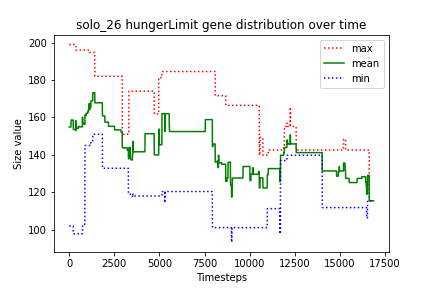 solo_26 hungerLimit gene distribution over time
max
mean
min
Size value
200
180
160
140
120
100
0
2500
5000
7500
10000
12500
15000
17500
Timesteps